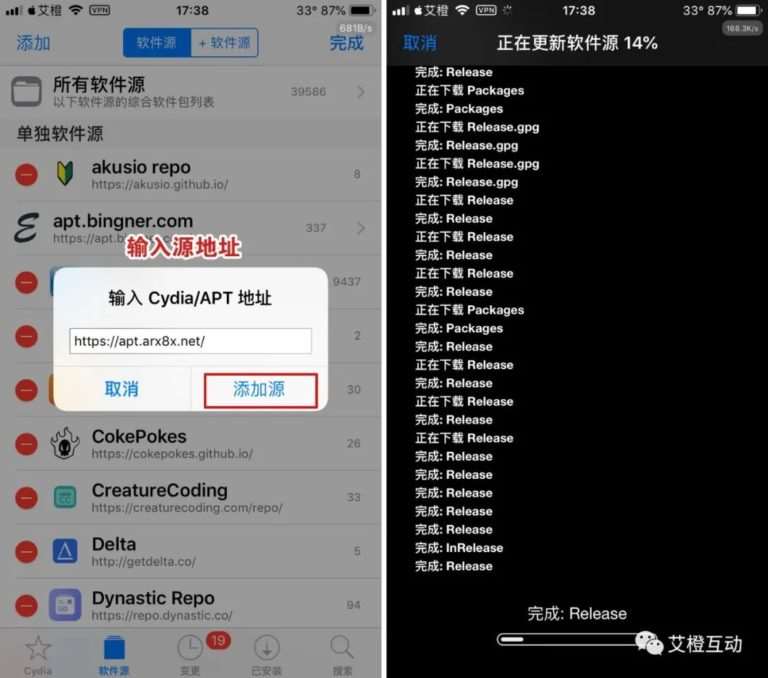 艾橙 VPN 17:38 33° 87%
681B/s
添加 软件源 + 软件源 完成
所有软件源
以下软件源的综合软件包列表
39586
单独软件源
akusio repo
https://akusio.github.io/
8
apt.bingner.com
337
输入源地址
9437
输入 Cydia/APT 地址
https://apt.arx8x.net/
2
取消 添加源
30
CokePokes
https://cokepokes.github.io/
26
CreatureCoding
https://creaturecoding.com/repo/
33
Delta
http://getdelta.co/
5
Dynastic Repo
https://repo.dynastic.co/
94
19
Cydia 软件源 变更 已安装 搜索
艾橙 VPN 17:38 33° 87%
168.3K/s
取消 正在更新软件源 14%
完成: Release
正在下载 Packages
完成: Packages
正在下载 Release.gpg
完成: Release.gpg
正在下载 Release.gpg
完成: Release.gpg
正在下载 Release
完成: Release
正在下载 Release
完成: Release
正在下载 Release
完成: Release
正在下载 Packages
完成: Packages
完成: Release
正在下载 Release
完成: Release
正在下载 Release
完成: Release
正在下载 Release
完成: Release
完成: Release
完成: Release
完成: Release
完成: Release
完成: InRelease
完成: Release
完成: Release
艾橙互动